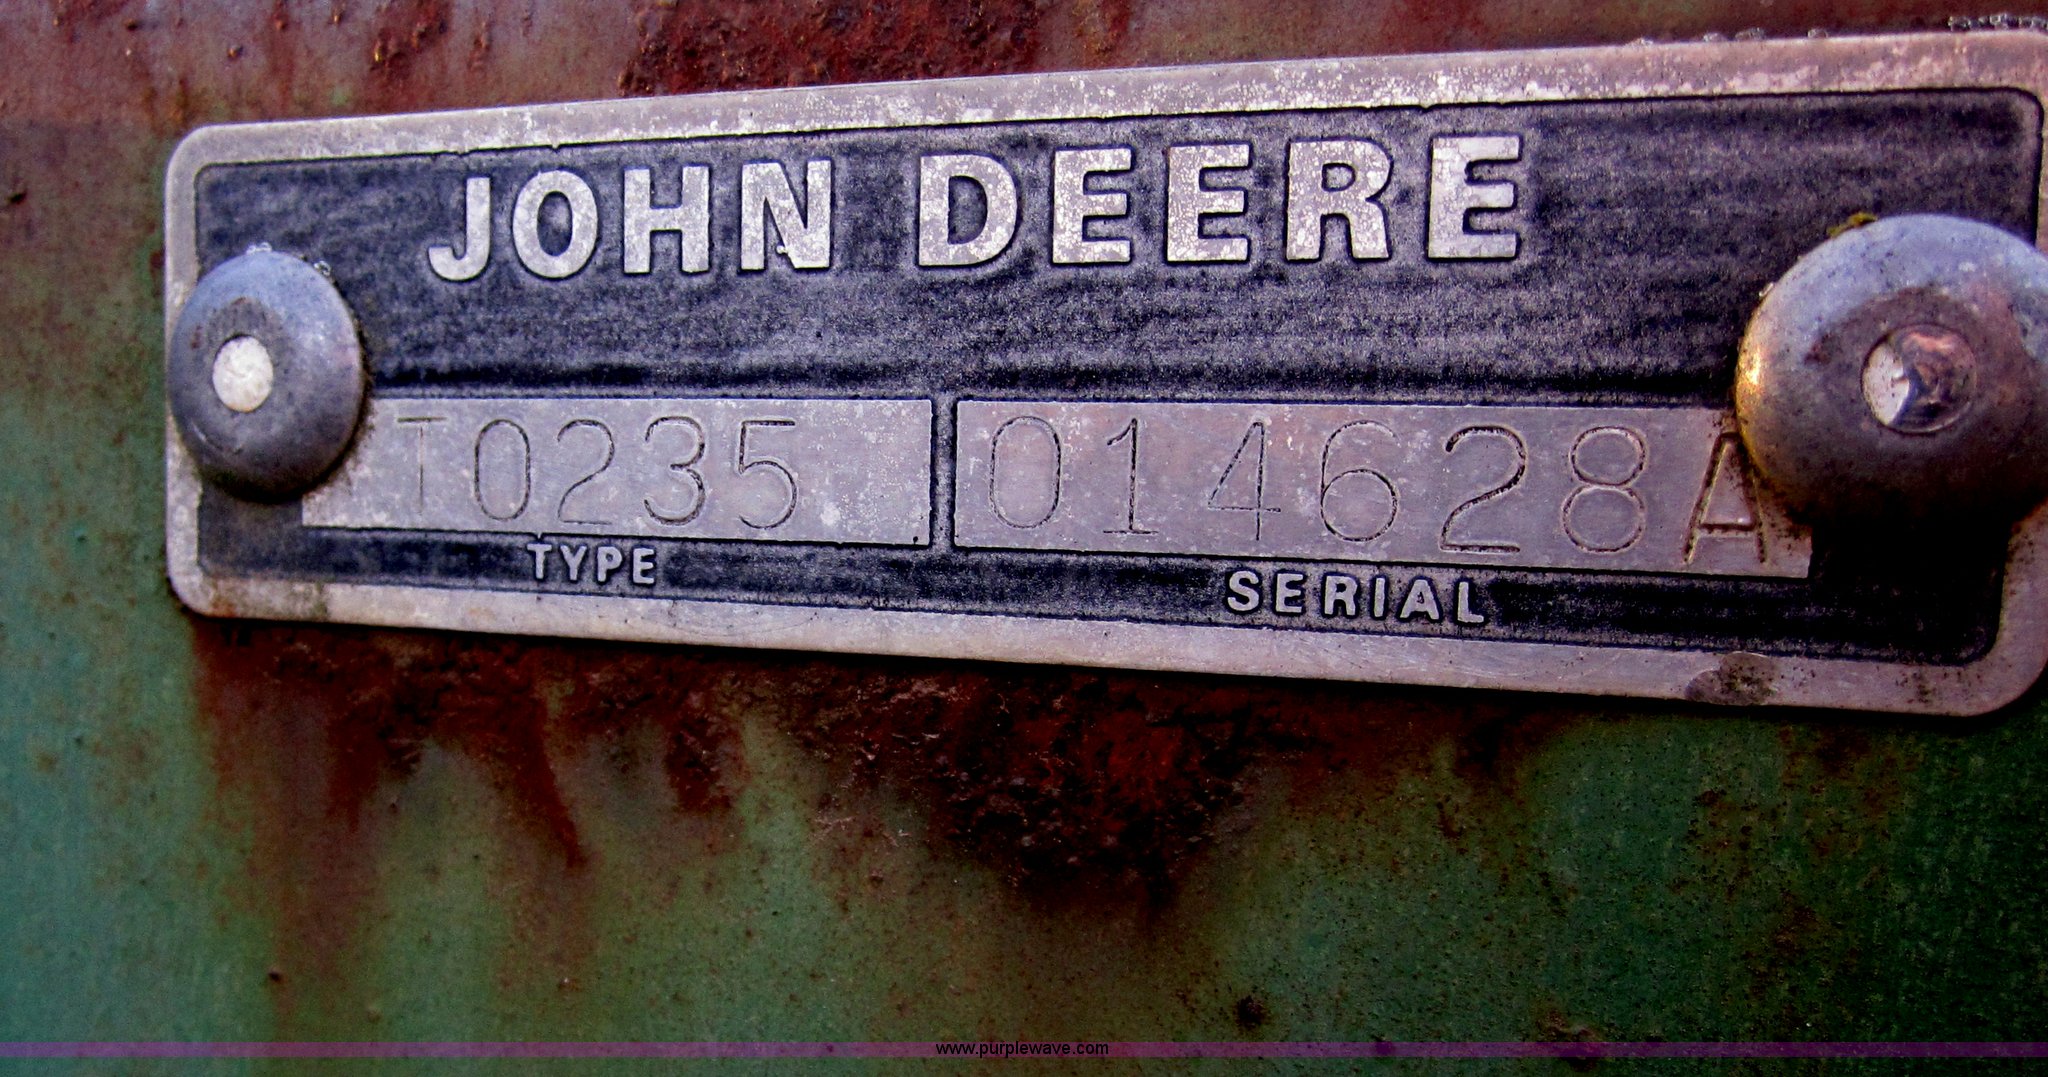 JOHN DEERE
T0235 014628A
TYPE SERIAL
www.purplewave.com